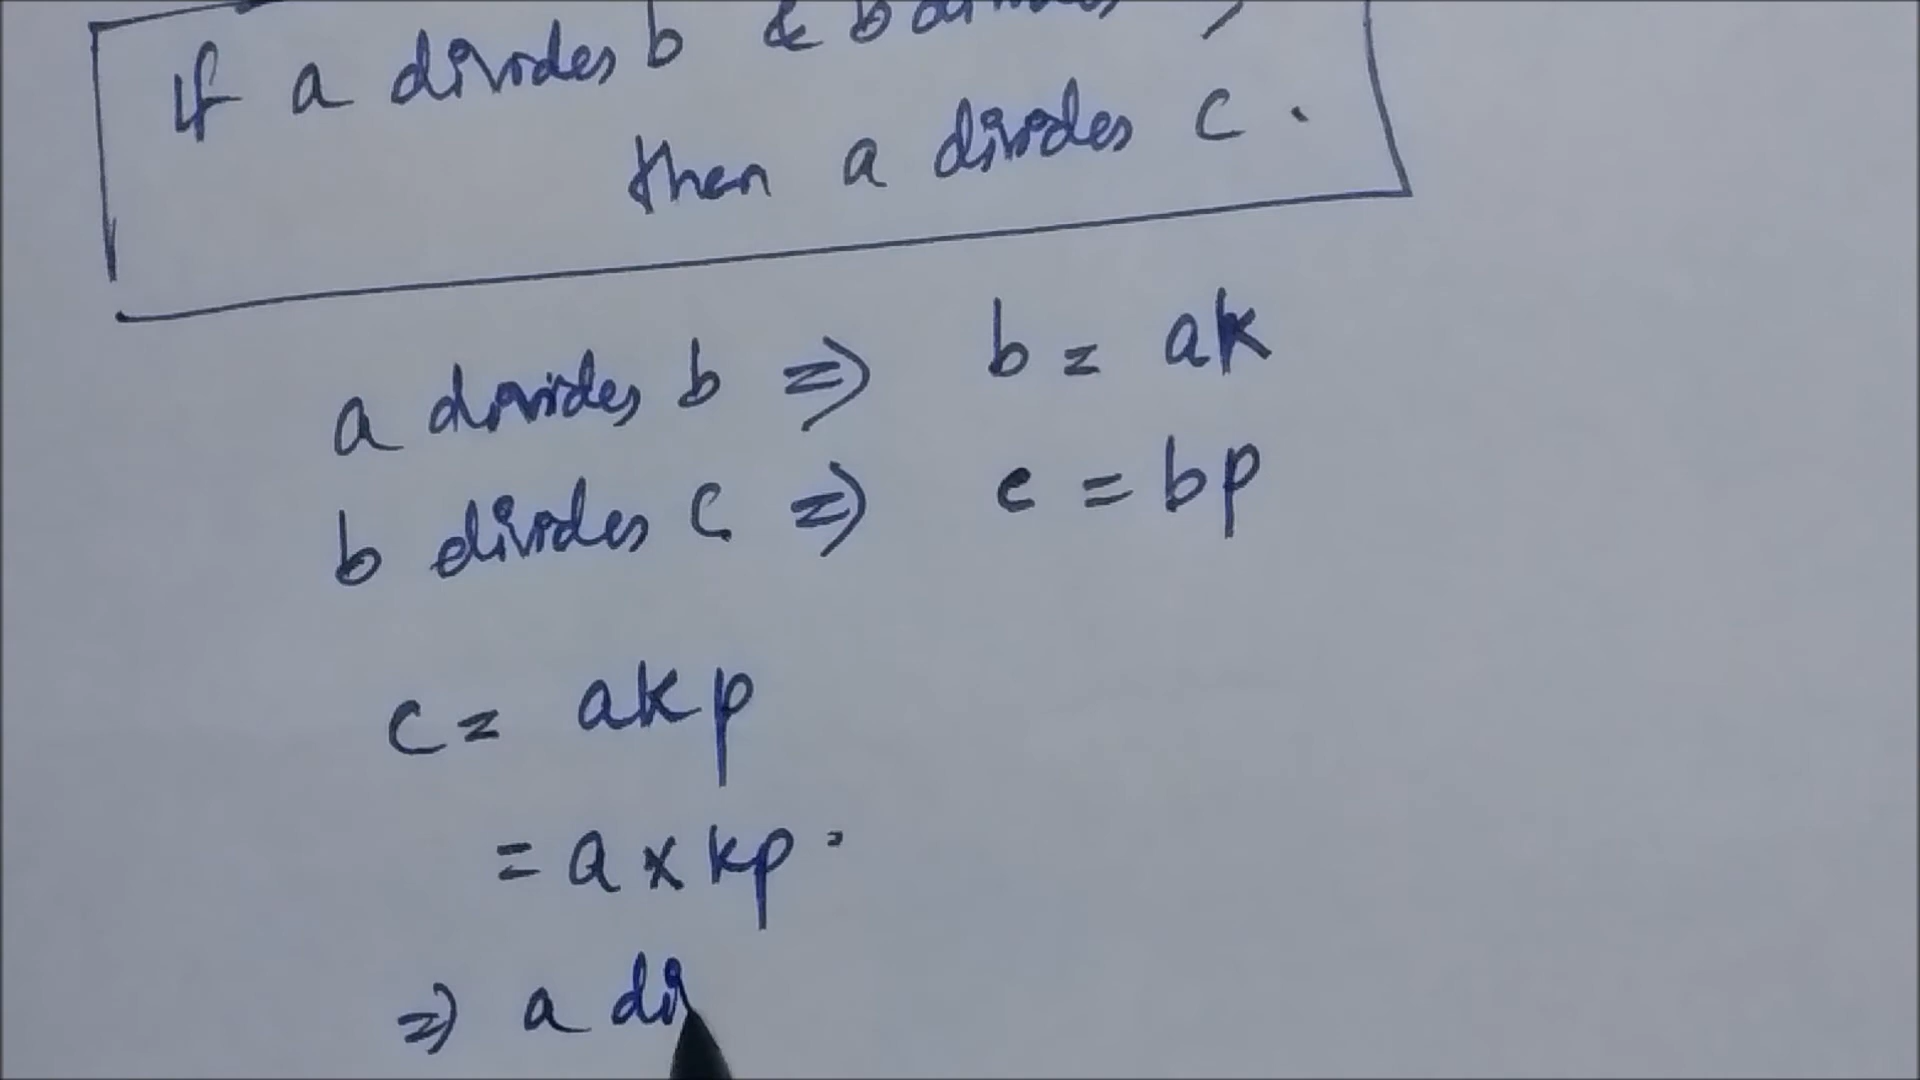 If a divides b & b
then a divides c.
a divides b => b = ak
b divides c => c = bp
c = akp
= a x kp.
=> a di